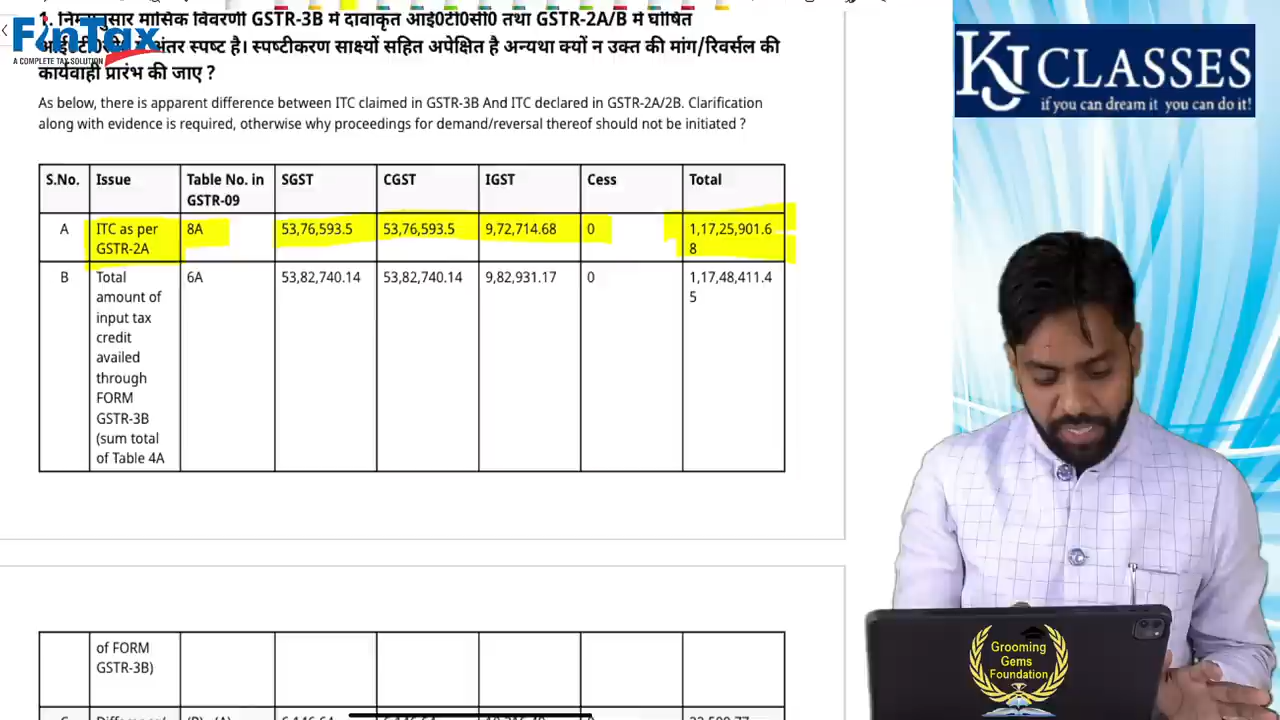 1. निम्नानुसार मासिक विवरणी GSTR-3B में दावाकृत आई0टी0सी0 तथा GSTR-2A/B में घोषित
अंतर स्पष्ट है। स्पष्टीकरण साक्ष्यों सहित अपेक्षित है अन्यथा क्यों न उक्त की मांग/रिवर्सल की
कार्यवाही प्रारंभ की जाए ?
FinTax
A COMPLETE TAX SOLUTION
As below, there is apparent difference between ITC claimed in GSTR-3B And ITC declared in GSTR-2A/2B. Clarification
along with evidence is required, otherwise why proceedings for demand/reversal thereof should not be initiated ?
S.No. Issue Table No. in SGST CGST IGST Cess Total
GSTR-09
A ITC as per 8A 53,76,593.5 53,76,593.5 9,72,714.68 0 1,17,25,901.6
GSTR-2A 8
B Total 6A 53,82,740.14 53,82,740.14 9,82,931.17 0 1,17,48,411.4
amount of 5
input tax
credit
availed
through
FORM
GSTR-3B
(sum total
of Table 4A
of FORM
GSTR-3B)
KJ CLASSES
if you can dream it you can do it!
Grooming
Gems
Foundation